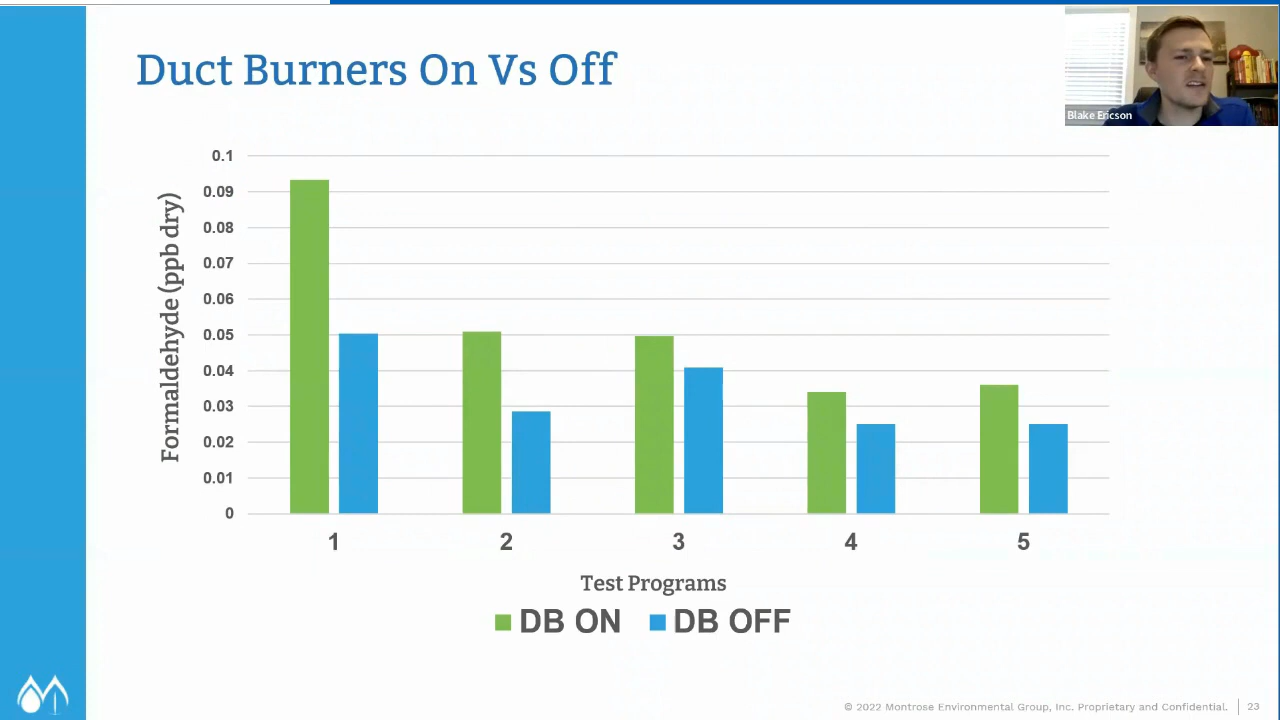 Duct Burners On Vs Off
Blake Ericson
Formaldehyde (ppb dry)
0.1
0.09
0.08
0.07
0.06
0.05
0.04
0.03
0.02
0.01
0
1 2 3 4 5
Test Programs
DB ON DB OFF
© 2022 Montrose Environmental Group, Inc. Proprietary and Confidential. 23